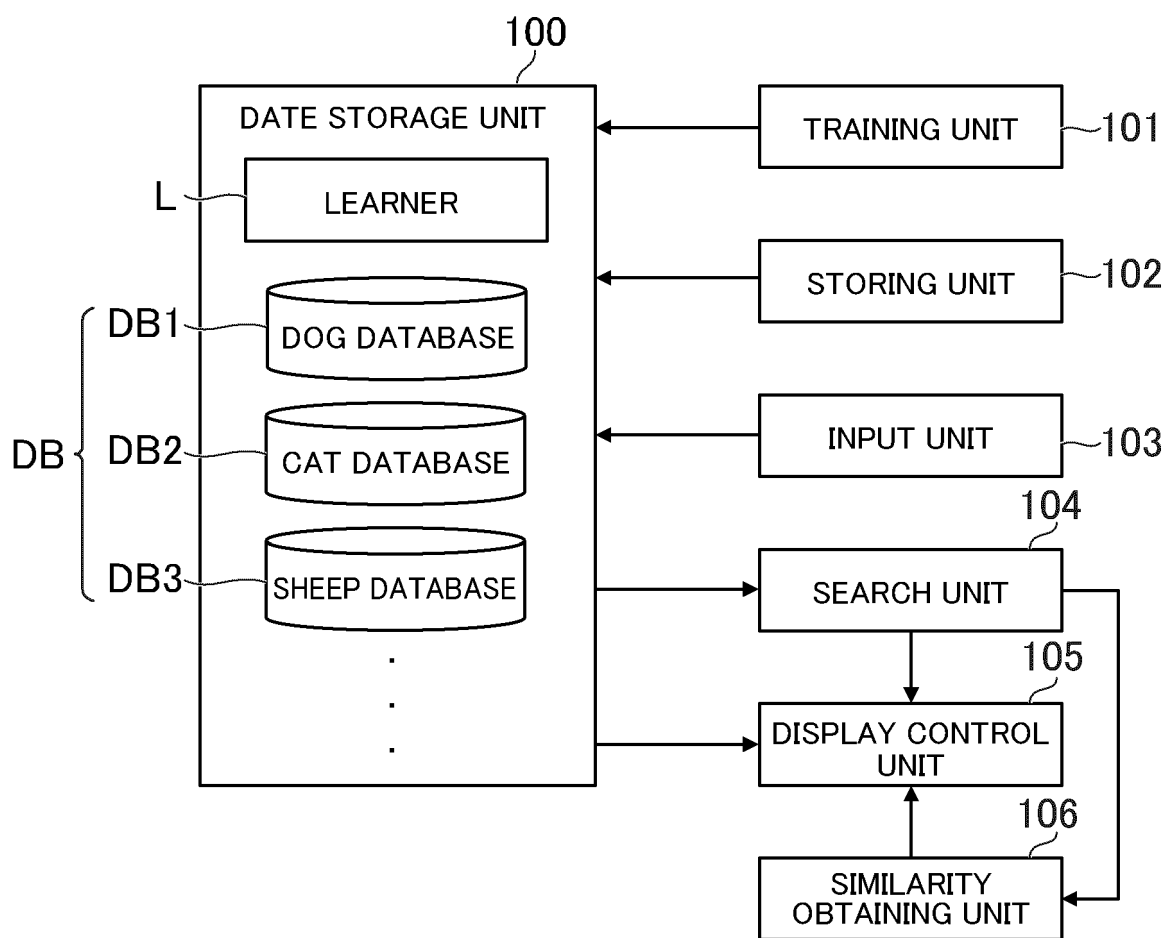 100
DATE STORAGE UNIT
TRAINING UNIT
101
L
LEARNER
STORING UNIT
102
DB
DB1
DOG DATABASE
INPUT UNIT
103
DB2
CAT DATABASE
104
DB3
SHEEP DATABASE
SEARCH UNIT
105
DISPLAY CONTROL
UNIT
106
SIMILARITY
OBTAINING UNIT